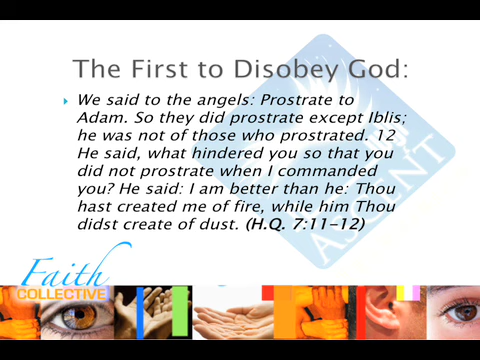 The First to Disobey God:
We said to the angels: Prostrate to
Adam. So they did prostrate except Iblis;
he was not of those who prostrated. 12
He said, what hindered you so that you
did not prostrate when I commanded
you? He said: I am better than he: Thou
hast created me of fire, while him Thou
didst create of dust. (H.Q. 7:11-12)
ASCENT
Faith
COLLECTIVE